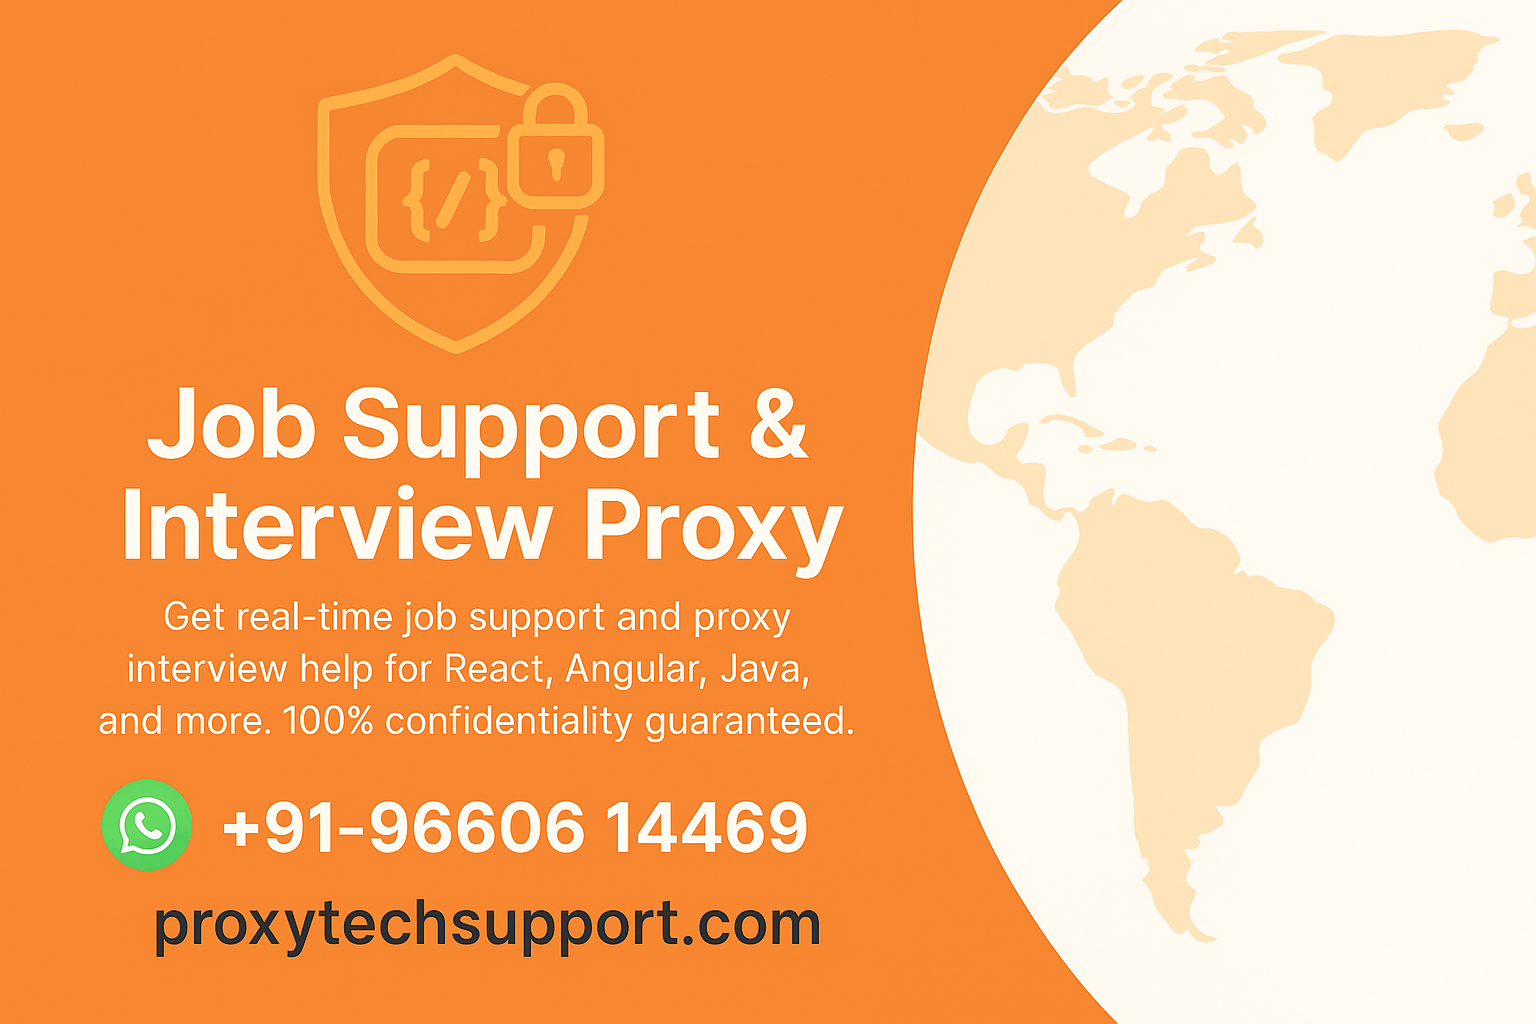 {/}
Job Support &
Interview Proxy
Get real-time job support and proxy
interview help for React, Angular, Java,
and more. 100% confidentiality guaranteed.
+91-96606 14469
proxytechsupport.com